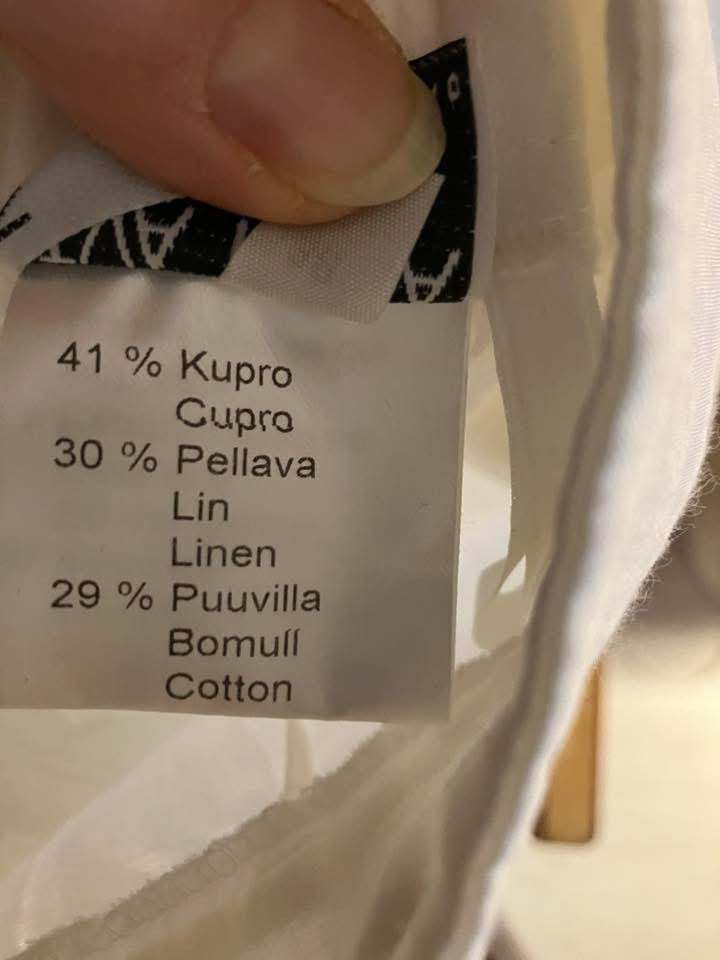 41 % Kupro
Cupro
30 % Pellava
Lin
Linen
29 % Puuvilla
Bomull
Cotton